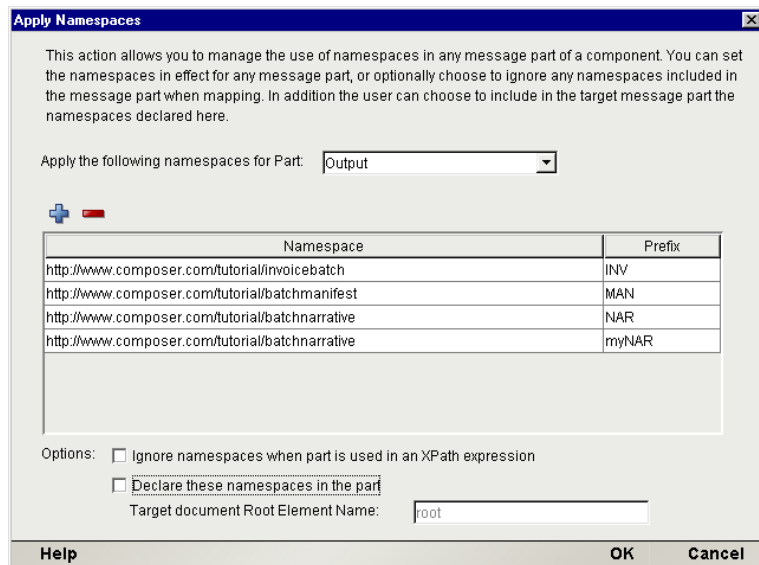 Apply Namespaces
This action allows you to manage the use of namespaces in any message part of a component. You can set
the namespaces in effect for any message part, or optionally choose to ignore any namespaces included in
the message part when mapping. In addition the user can choose to include in the target message part the
namespaces declared here.
Apply the following namespaces for Part: Output
Namespace Prefix
http://www.composer.com/tutorial/invoicebatch INV
http://www.composer.com/tutorial/batchmanifest MAN
http://www.composer.com/tutorial/batchnarrative NAR
http://www.composer.com/tutorial/batchnarrative myNAR
Options: Ignore namespaces when part is used in an XPath expression
Declare these namespaces in the part
Target document Root Element Name: root
Help OK Cancel